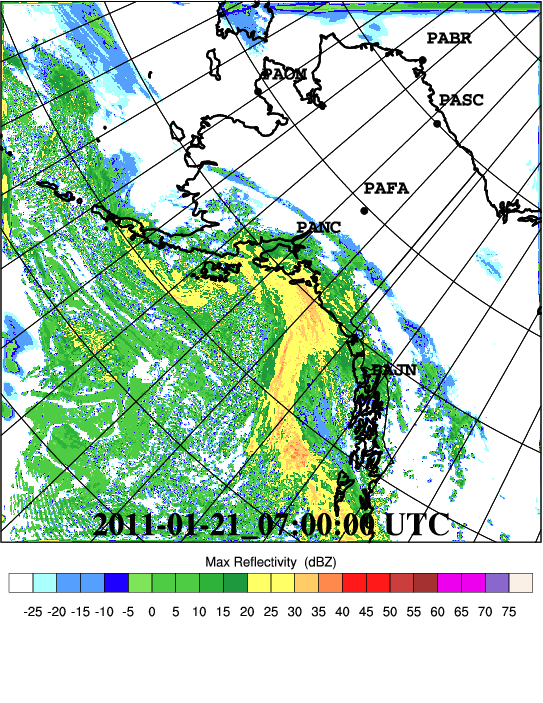 PABR
PAOM
PASC
PAFA
PANC
PAJN
2011-01-21_07:00:00 UTC
Max Reflectivity (dBZ)
-25 -20 -15 -10 -5 0 5 10 15 20 25 30 35 40 45 50 55 60 65 70 75